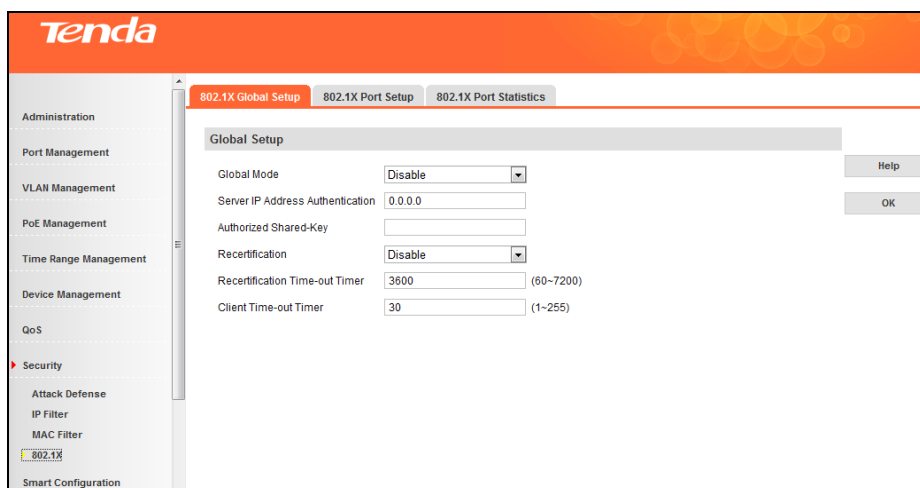 Tenda
Administration
Port Management
VLAN Management
PoE Management
Time Range Management
Device Management
QoS
Security
Attack Defense
IP Filter
MAC Filter
802.1X
Smart Configuration
802.1X Global Setup 802.1X Port Setup 802.1X Port Statistics
Global Setup
Global Mode Disable
Server IP Address Authentication 0.0.0.0
Authorized Shared-Key
Recertification Disable
Recertification Time-out Timer 3600 (60~7200)
Client Time-out Timer 30 (1~255)
Help
OK